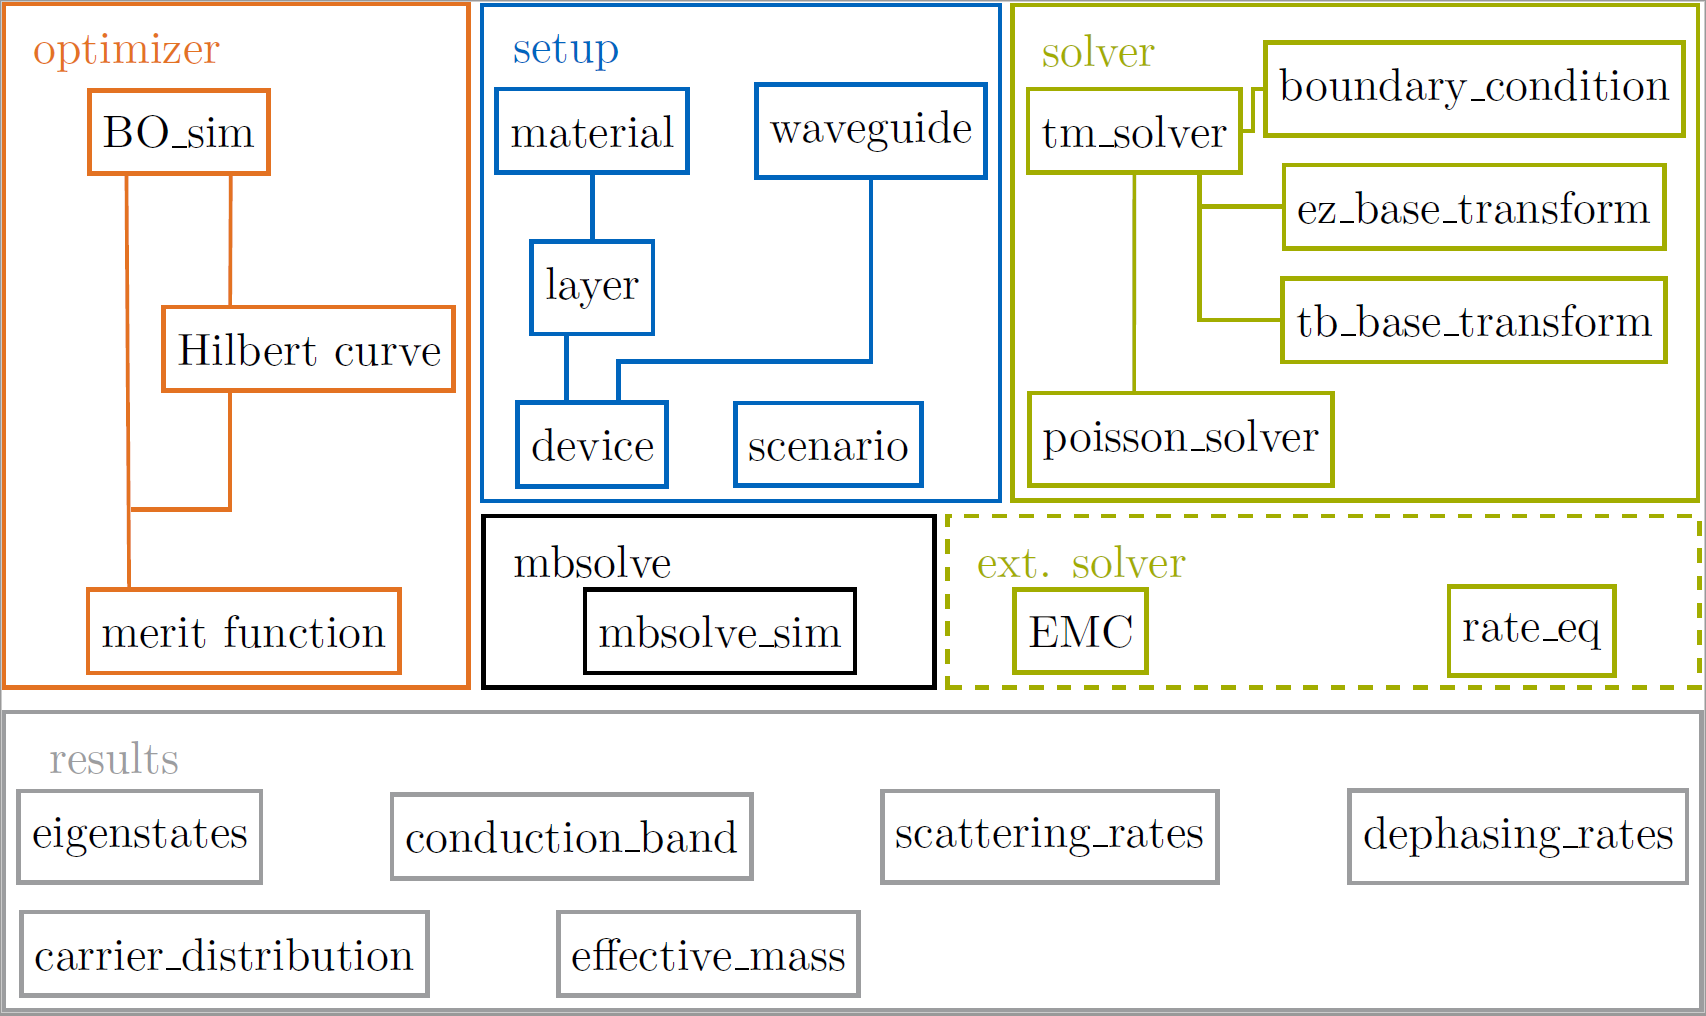 optimizer
BO_sim
Hilbert curve
merit function
setup
material
waveguide
layer
device
scenario
solver
boundary_condition
tm_solver
ez_base_transform
tb_base_transform
poisson_solver
mbsolve
mbsolve_sim
ext. solver
EMC
rate_eq
results
eigenstates
conduction_band
scattering_rates
dephasing_rates
carrier_distribution
effective_mass